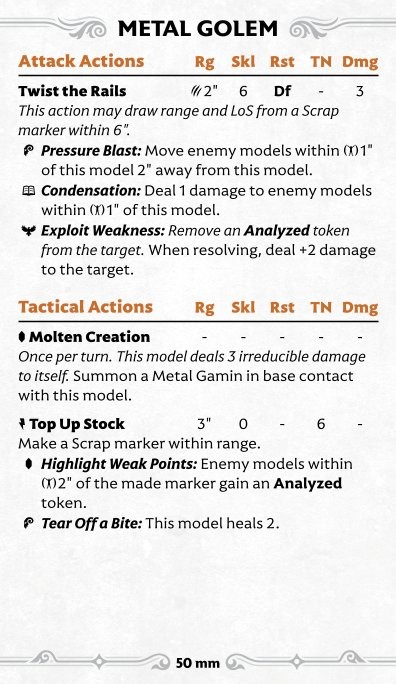 METAL GOLEM
Attack Actions Rg Skl Rst TN Dmg
Twist the Rails 2" 6 Df - 3
This action may draw range and LoS from a Scrap
marker within 6".
Pressure Blast: Move enemy models within 1"
of this model 2" away from this model.
Condensation: Deal 1 damage to enemy models
within 1" of this model.
Exploit Weakness: Remove an Analyzed token
from the target. When resolving, deal +2 damage
to the target.
Tactical Actions Rg Skl Rst TN Dmg
Molten Creation - - - - -
Once per turn. This model deals 3 irreducible damage
to itself. Summon a Metal Gamin in base contact
with this model.
Top Up Stock 3" 0 - 6 -
Make a Scrap marker within range.
Highlight Weak Points: Enemy models within
2" of the made marker gain an Analyzed
token.
Tear Off a Bite: This model heals 2.
50 mm